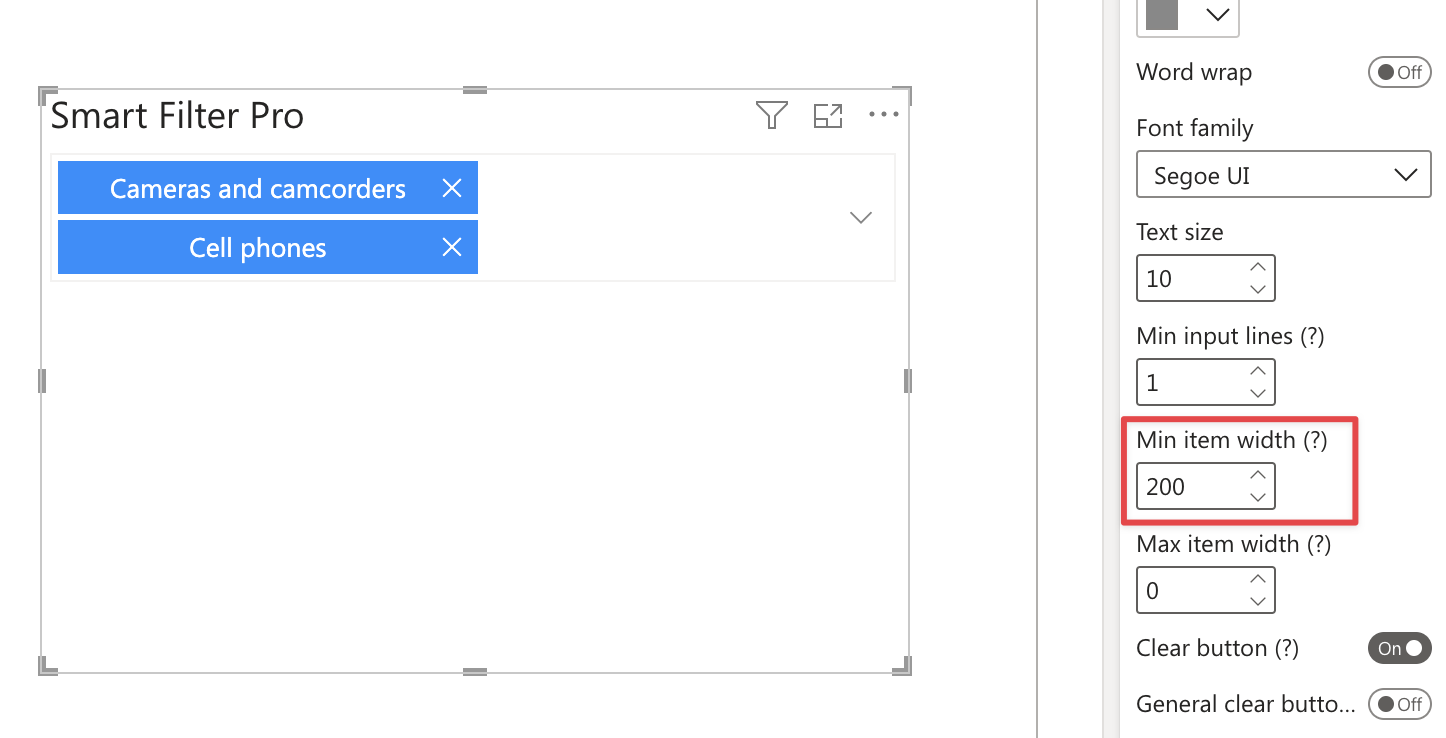 Smart Filter Pro
Cameras and camcorders
Cell phones
Word wrap
Off
Font family
Segoe UI
Text size
10
Min input lines (?)
1
Min item width (?)
200
Max item width (?)
0
Clear button (?)
On
General clear butto...
Off